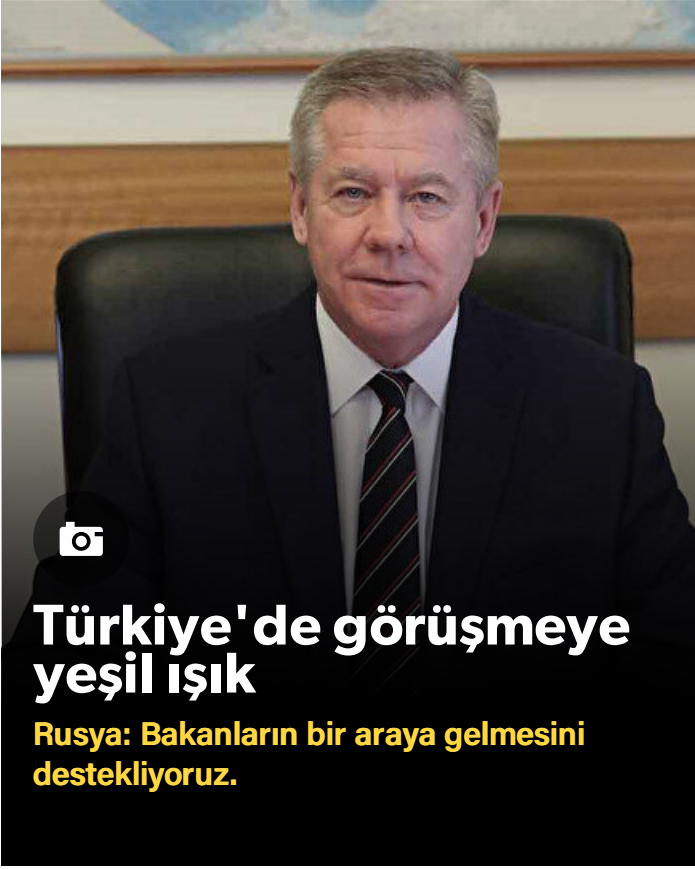 Türkiye'de görüşmeye
yeşil ışık
Rusya: Bakanların bir araya gelmesini
destekliyoruz.